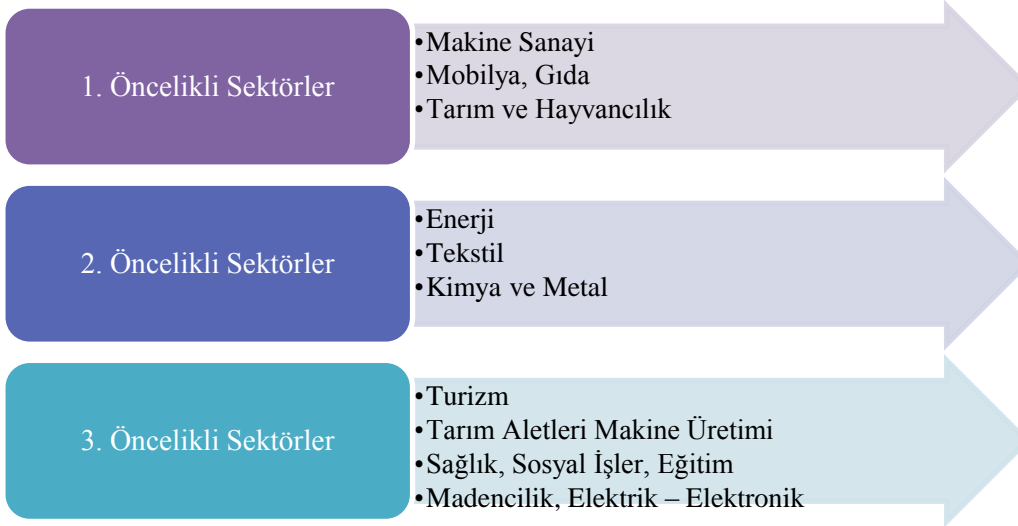 1. Öncelikli Sektörler
•Makine Sanayi
•Mobilya, Gıda
•Tarım ve Hayvancılık
2. Öncelikli Sektörler
•Enerji
•Tekstil
•Kimya ve Metal
3. Öncelikli Sektörler
•Turizm
•Tarım Aletleri Makine Üretimi
•Sağlık, Sosyal İşler, Eğitim
•Madencilik, Elektrik – Elektronik